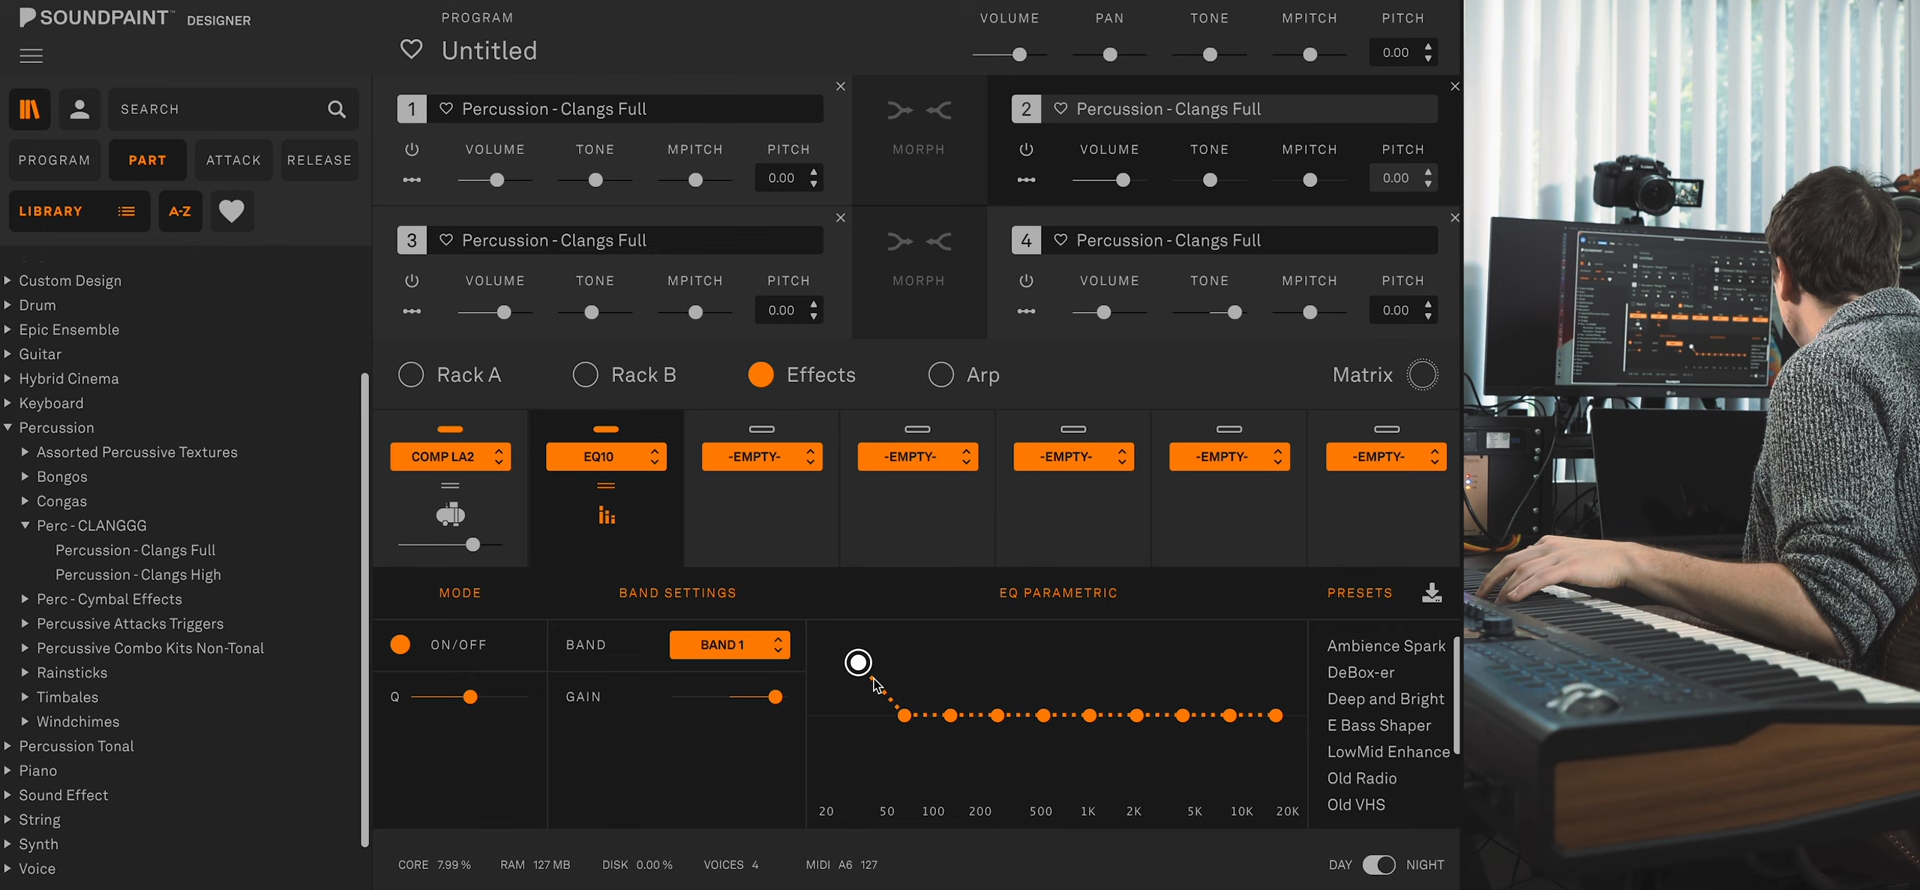 SOUNDPAINT™ DESIGNER
PROGRAM
Untitled
VOLUME PAN TONE MPITCH PITCH
0.00
SEARCH
PROGRAM PART ATTACK RELEASE
LIBRARY A-Z
Custom Design
Drum
Epic Ensemble
Guitar
Hybrid Cinema
Keyboard
Percussion
Assorted Percussive Textures
Bongos
Congas
Perc - CLANGGG
Percussion - Clangs Full
Percussion - Clangs High
Perc - Cymbal Effects
Percussive Attacks Triggers
Percussive Combo Kits Non-Tonal
Rainsticks
Timbales
Windchimes
Percussion Tonal
Piano
Sound Effect
String
Synth
Voice
1 Percussion - Clangs Full
VOLUME TONE MPITCH PITCH
0.00
MORPH
2 Percussion - Clangs Full
VOLUME TONE MPITCH PITCH
0.00
3 Percussion - Clangs Full
VOLUME TONE MPITCH PITCH
0.00
MORPH
4 Percussion - Clangs Full
VOLUME TONE MPITCH PITCH
0.00
Rack A Rack B Effects Arp Matrix
COMP LA2 EQ10 -EMPTY- -EMPTY- -EMPTY- -EMPTY- -EMPTY-
MODE BAND SETTINGS EQ PARAMETRIC PRESETS
ON/OFF
Q
BAND BAND 1
GAIN
20 50 100 200 500 1K 2K 5K 10K 20K
Ambience Spark
DeBox-er
Deep and Bright
E Bass Shaper
LowMid Enhance
Old Radio
Old VHS
CORE 7.99 % RAM 127 MB DISK 0.00 % VOICES 4 MIDI A6 127
DAY NIGHT